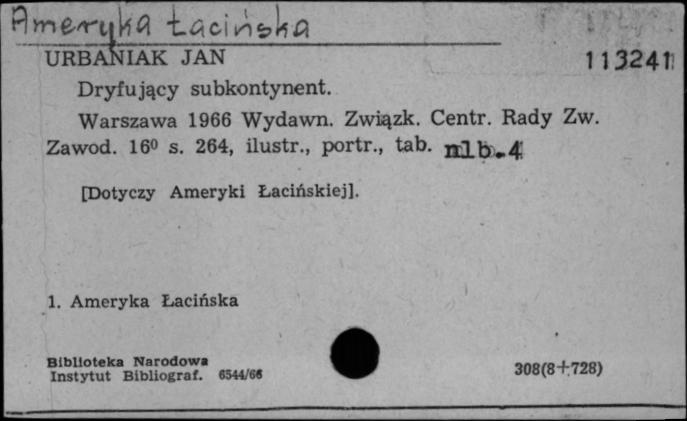 Ameryka Łacińska
URBANIAK JAN 113241
Dryfujący subkontynent.
Warszawa 1966 Wydawn. Związk. Centr. Rady Zw.
Zawod. 16⁰ s. 264, ilustr., portr., tab. nlb.4
[Dotyczy Ameryki Łacińskiej].
1. Ameryka Łacińska
Biblioteka Narodowa
Instytut Bibliograf. 6544/66 308(8+728)